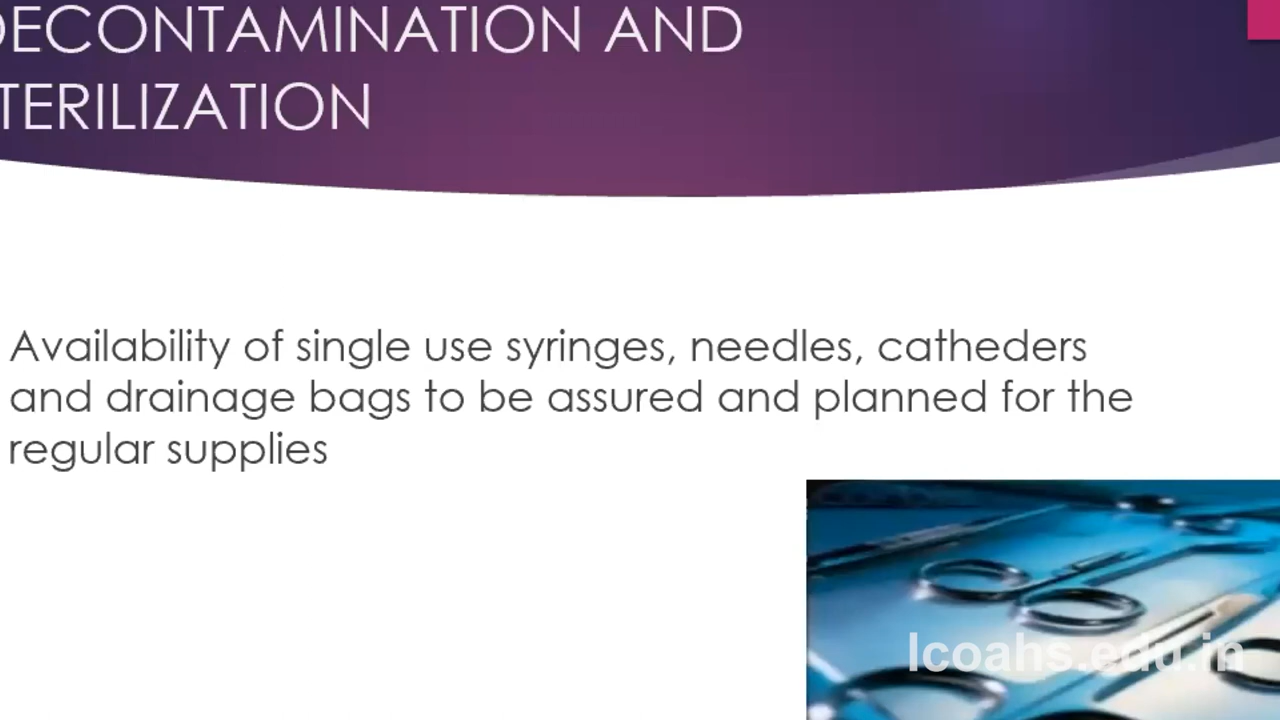 DECONTAMINATION AND
TERILIZATION
Availability of single use syringes, needles, catheders
and drainage bags to be assured and planned for the
regular supplies
lcoahs.edu.in